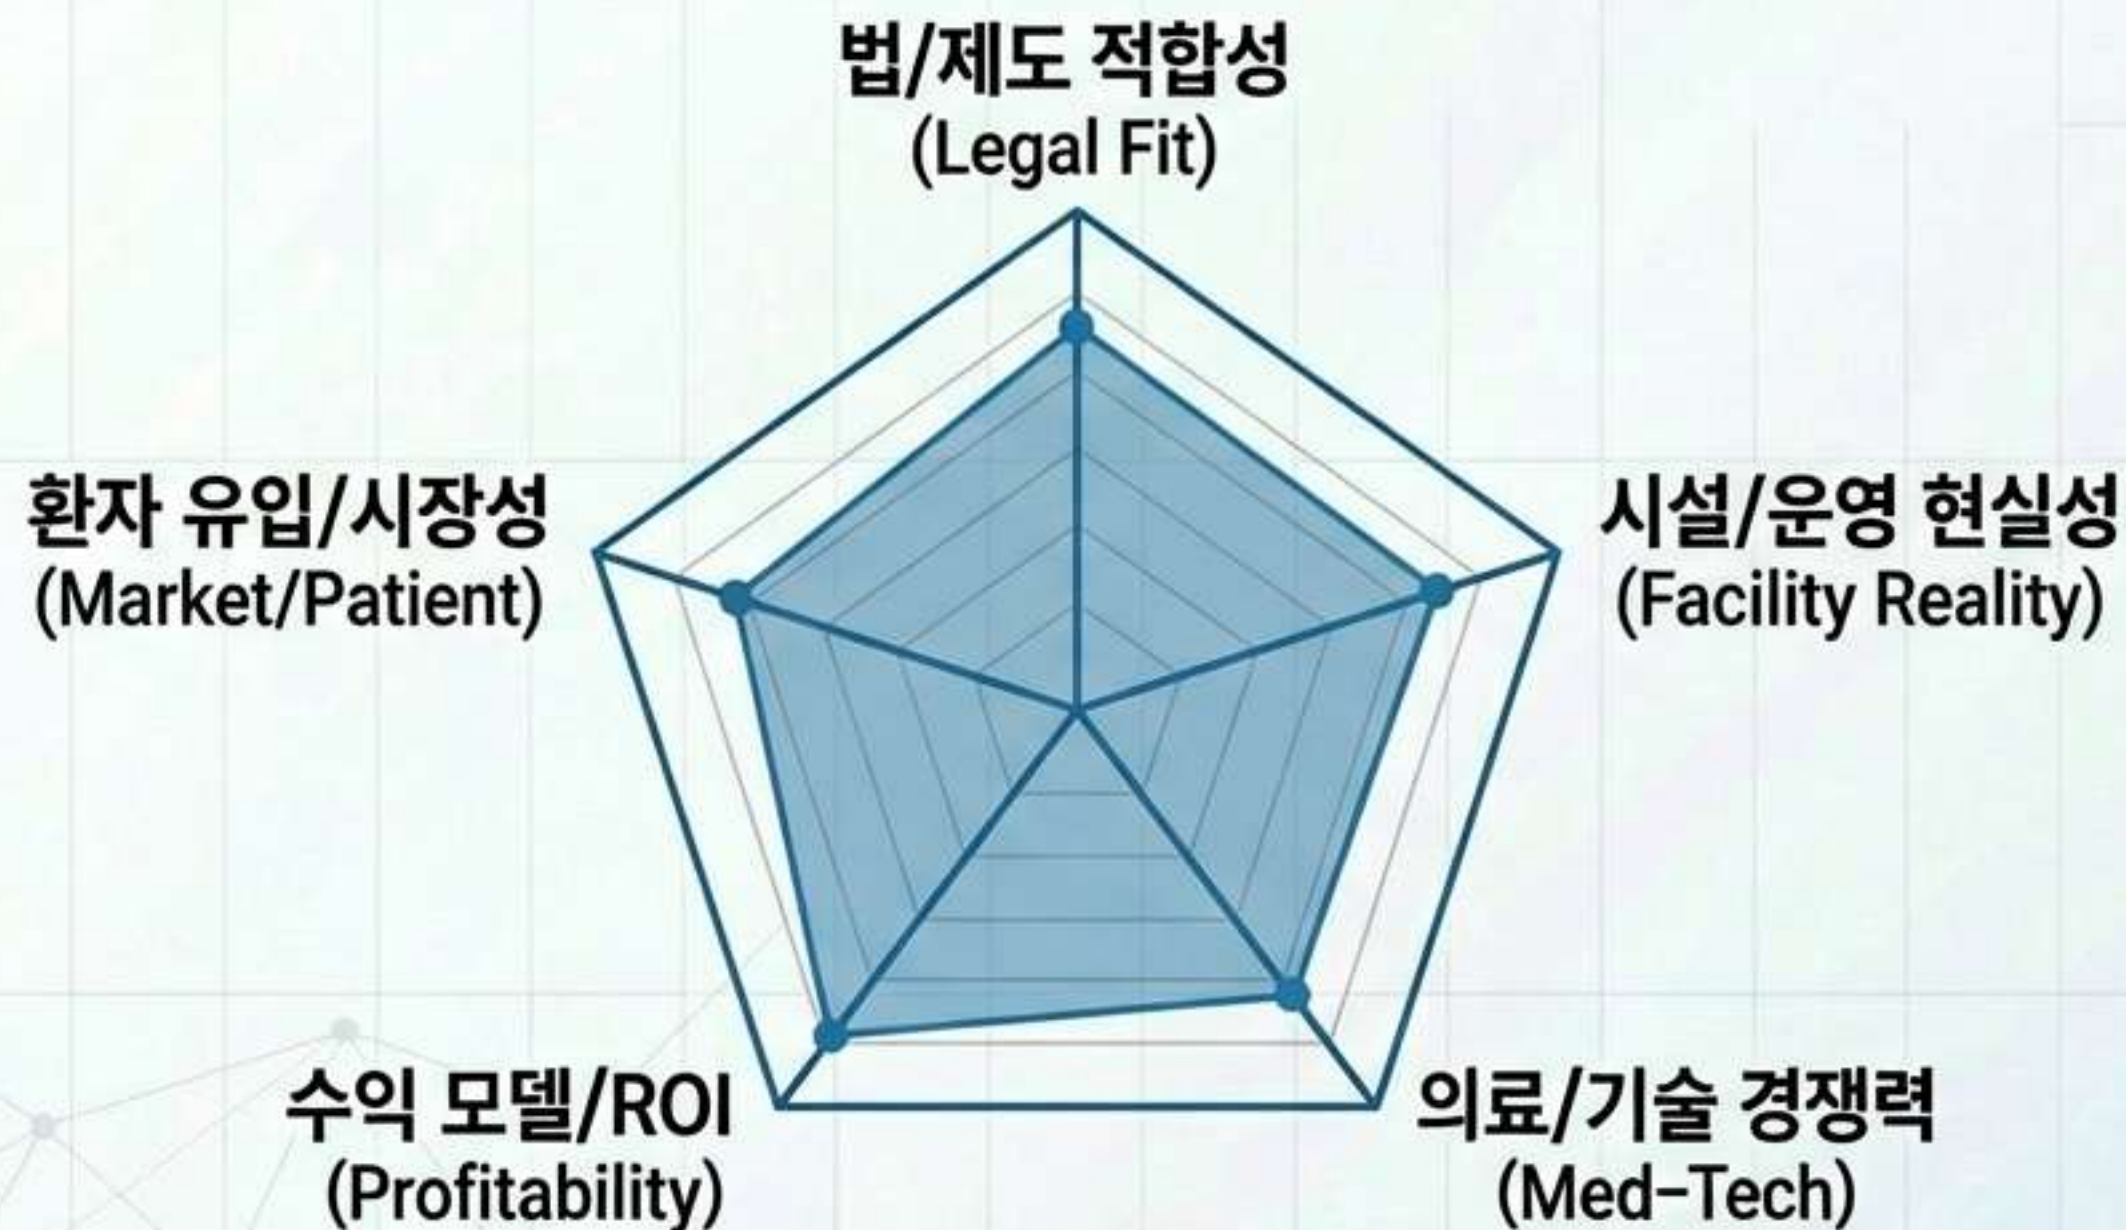 법/제도 적합성
(Legal Fit)
환자 유입/시장성
(Market/Patient)
시설/운영 현실성
(Facility Reality)
수익 모델/ROI
(Profitability)
의료/기술 경쟁력
(Med-Tech)